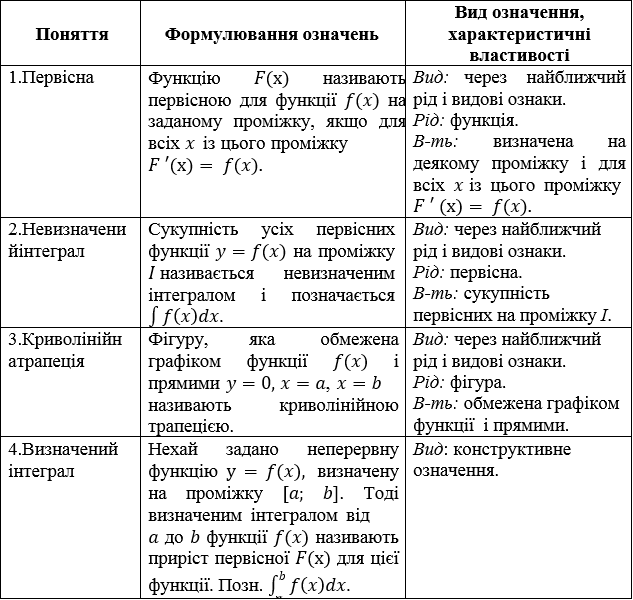 Поняття
Формулювання означень
Вид означення,
характеристичні
властивості
1.Первісна
Функцію F(x) називають
первісною для функції f(x) на
заданому проміжку, якщо для
всіх x із цього проміжку
F ′(x) = f(x).
Вид: через найближчий
рід і видові ознаки.
Рід: функція.
В-ть: визначена на
деякому проміжку і для
всіх x із цього проміжку
F ′ (x) = f(x).
2.Невизначени
йінтеграл
Сукупність усіх первісних
функції y = f(x) на проміжку
I називається невизначеним
інтегралом і позначається
∫ f(x)dx.
Вид: через найближчий
рід і видові ознаки.
Рід: первісна.
В-ть: сукупність
первісних на проміжку I.
3.Криволінійн
атрапеція
Фігуру, яка обмежена
графіком функції f(x) і
прямими y = 0, x = a, x = b
називають криволінійною
трапецією.
Вид: через найближчий
рід і видові ознаки.
Рід: фігура.
В-ть: обмежена графіком
функції і прямими.
4.Визначений
інтеграл
Нехай задано неперервну
функцію y = f(x), визначену
на проміжку [a; b]. Тоді
визначеним інтегралом від
a до b функції f(x) називають
приріст первісної F(x) для цієї
функції. Позн. ∫ₐᵇ f(x)dx.
Вид: конструктивне
означення.